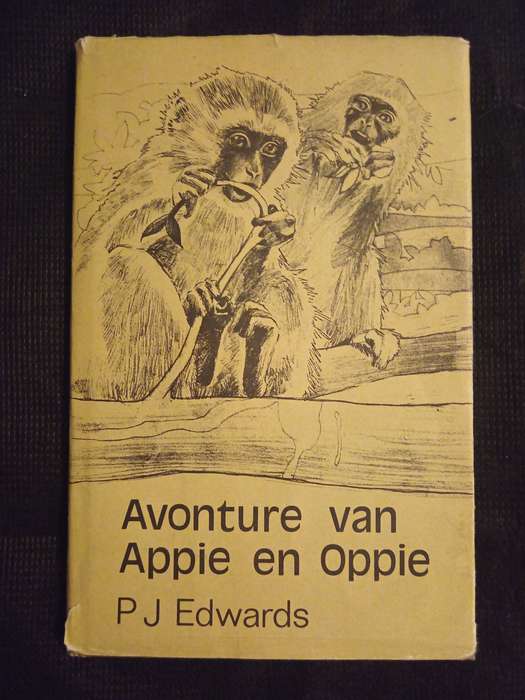 Avonture van
Appie en Oppie
P J Edwards